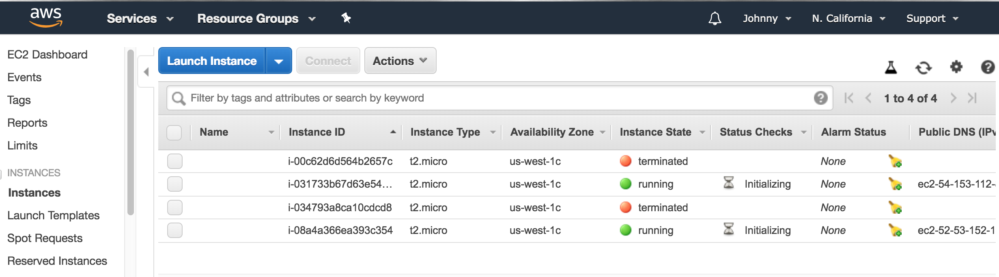 aws Services Resource Groups Johnny N. California Support
EC2 Dashboard
Events
Tags
Reports
Limits
INSTANCES
Instances
Launch Templates
Spot Requests
Reserved Instances
Launch Instance Connect Actions
Filter by tags and attributes or search by keyword 1 to 4 of 4
Name Instance ID Instance Type Availability Zone Instance State Status Checks Alarm Status Public DNS (IPv
i-00c62d6d564b2657c t2.micro us-west-1c terminated None
i-031733b67d63e54... t2.micro us-west-1c running Initializing None ec2-54-153-112-
i-034793a8ca10cdcd8 t2.micro us-west-1c terminated None
i-08a4a366ea393c354 t2.micro us-west-1c running Initializing None ec2-52-53-152-1